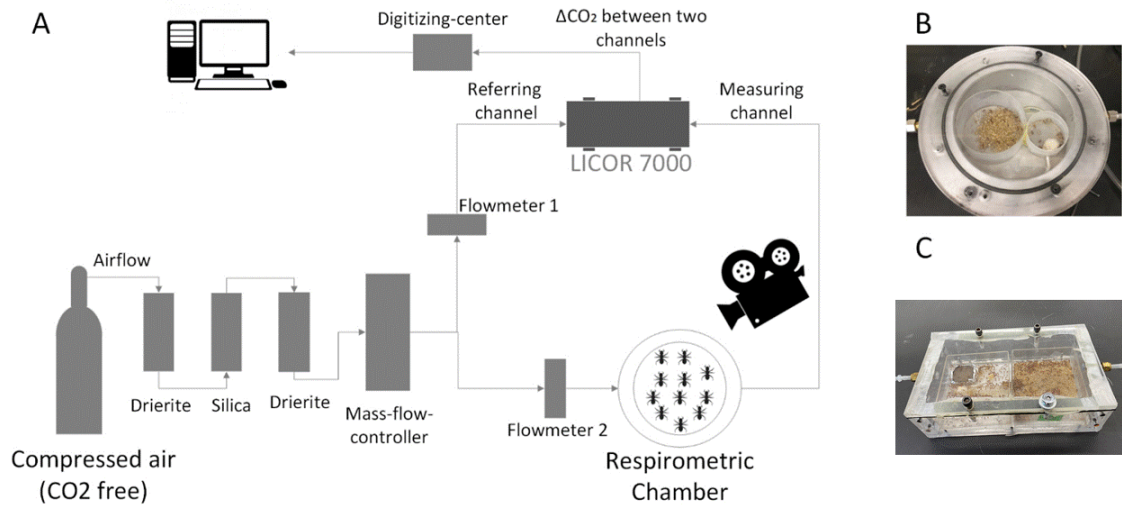 A
Digitizing-center
ΔCO₂ between two
channels
Referring
channel
Measuring
channel
LICOR 7000
Flowmeter 1
Airflow
Drierite
Silica
Drierite
Mass-flow-
controller
Flowmeter 2
Compressed air
(CO2 free)
Respirometric
Chamber
B
C